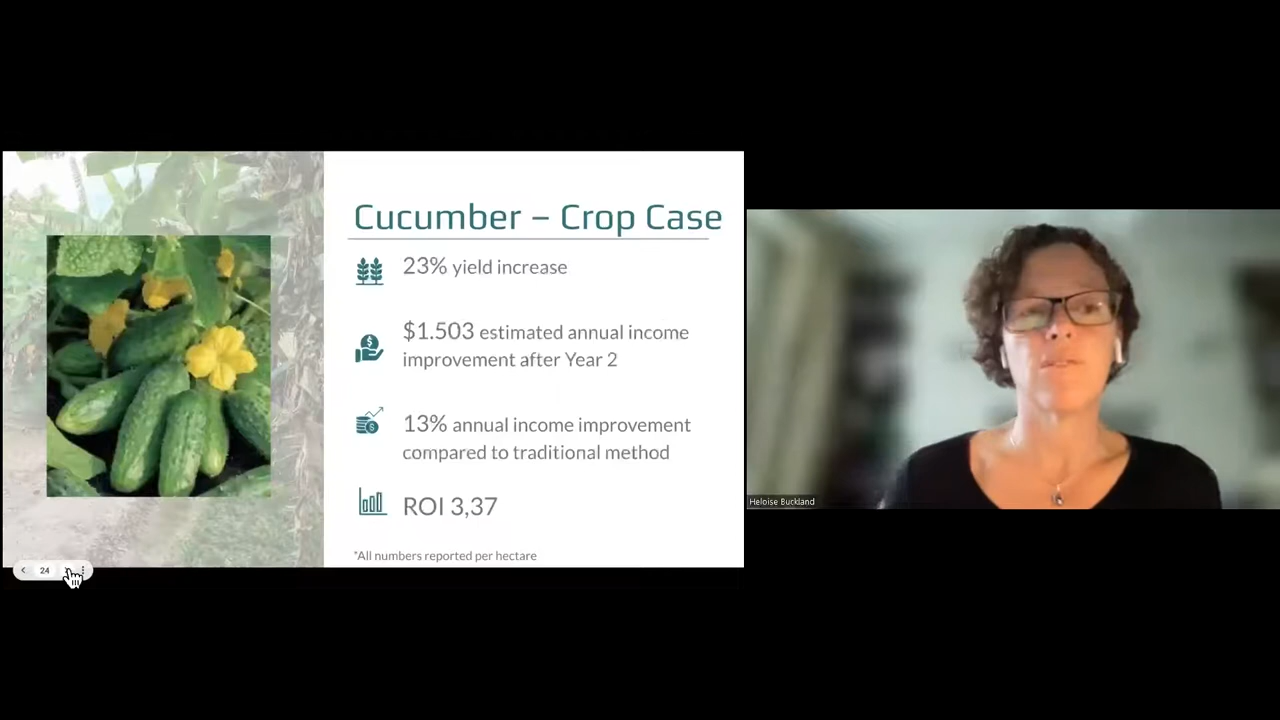 Cucumber – Crop Case
23% yield increase
$1.503 estimated annual income
improvement after Year 2
13% annual income improvement
compared to traditional method
ROI 3,37
*All numbers reported per hectare
24
Heloise Buckland